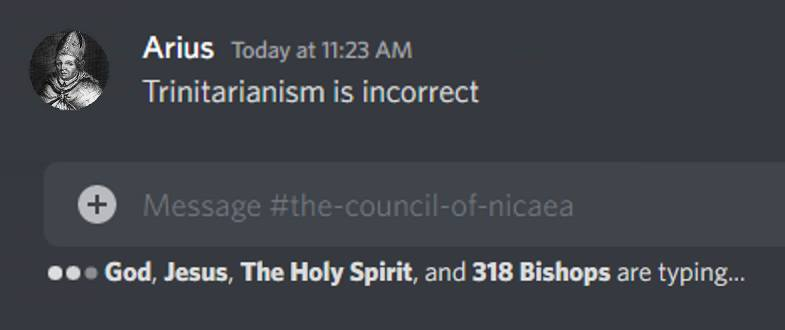 Arius Today at 11:23 AM
Trinitarianism is incorrect
Message #the-council-of-nicaea
God, Jesus, The Holy Spirit, and 318 Bishops are typing...